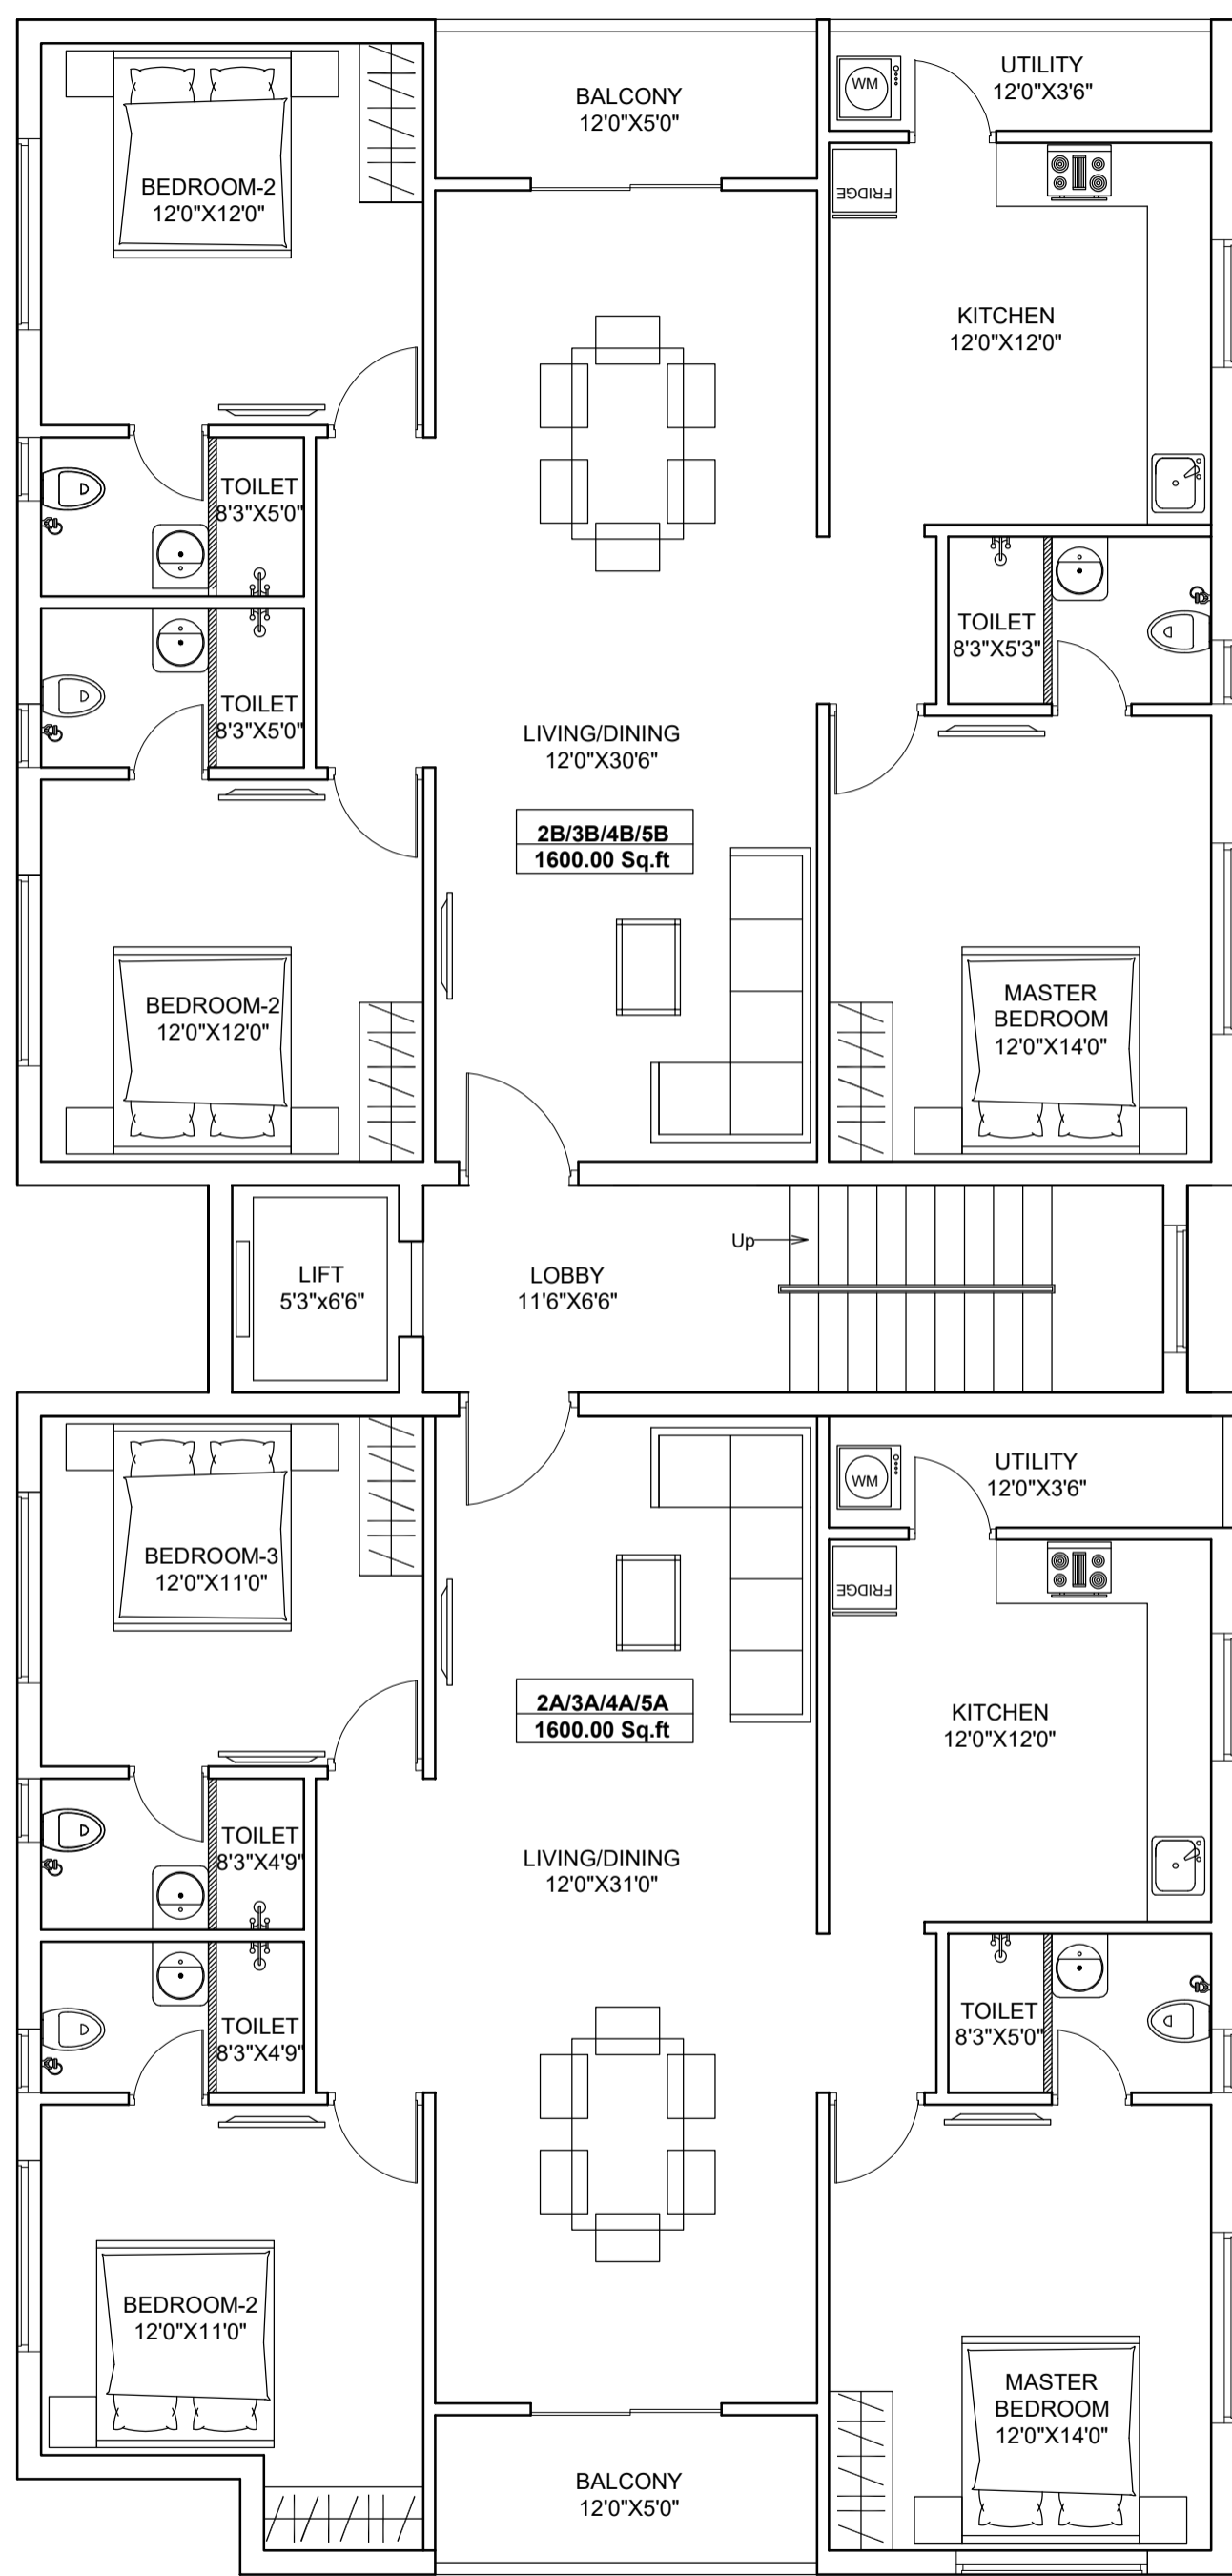 BALCONY
12'0"X5'0"
WM
UTILITY
12'0"X3'6"
BEDROOM-2
12'0"X12'0"
FRIDGE
KITCHEN
12'0"X12'0"
TOILET
8'3"X5'0"
TOILET
8'3"X5'3"
TOILET
8'3"X5'0"
LIVING/DINING
12'0"X30'6"
2B/3B/4B/5B
1600.00 Sq.ft
BEDROOM-2
12'0"X12'0"
MASTER
BEDROOM
12'0"X14'0"
Up
LIFT
5'3"x6'6"
LOBBY
11'6"X6'6"
WM
UTILITY
12'0"X3'6"
BEDROOM-3
12'0"X11'0"
FRIDGE
2A/3A/4A/5A
1600.00 Sq.ft
KITCHEN
12'0"X12'0"
TOILET
8'3"X4'9"
LIVING/DINING
12'0"X31'0"
TOILET
8'3"X4'9"
TOILET
8'3"X5'0"
BEDROOM-2
12'0"X11'0"
MASTER
BEDROOM
12'0"X14'0"
BALCONY
12'0"X5'0"